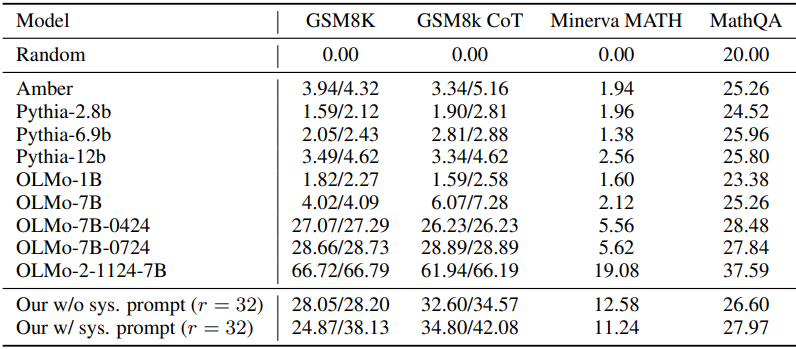 Model GSM8K GSM8k CoT Minerva MATH MathQA
Random 0.00 0.00 0.00 20.00
Amber 3.94/4.32 3.34/5.16 1.94 25.26
Pythia-2.8b 1.59/2.12 1.90/2.81 1.96 24.52
Pythia-6.9b 2.05/2.43 2.81/2.88 1.38 25.96
Pythia-12b 3.49/4.62 3.34/4.62 2.56 25.80
OLMo-1B 1.82/2.27 1.59/2.58 1.60 23.38
OLMo-7B 4.02/4.09 6.07/7.28 2.12 25.26
OLMo-7B-0424 27.07/27.29 26.23/26.23 5.56 28.48
OLMo-7B-0724 28.66/28.73 28.89/28.89 5.62 27.84
OLMo-2-1124-7B 66.72/66.79 61.94/66.19 19.08 37.59
Our w/o sys. prompt (r = 32) 28.05/28.20 32.60/34.57 12.58 26.60
Our w/ sys. prompt (r = 32) 24.87/38.13 34.80/42.08 11.24 27.97